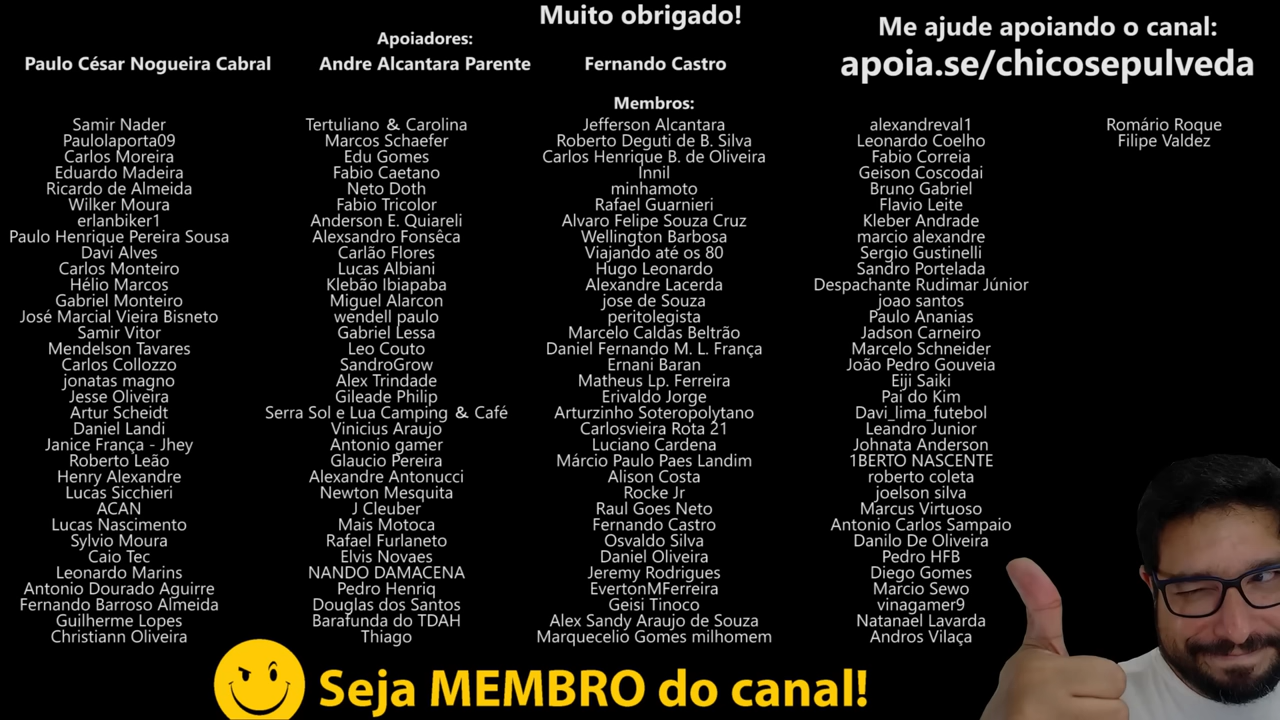 Muito obrigado!
Me ajude apoiando o canal:
apoia.se/chicosepulveda
Apoiadores:
Paulo César Nogueira Cabral
Andre Alcantara Parente
Fernando Castro
Membros:
Samir Nader
Paulolaporta09
Carlos Moreira
Eduardo Madeira
Ricardo de Almeida
Wilker Moura
erlanbiker1
Paulo Henrique Pereira Sousa
Davi Alves
Carlos Monteiro
Hélio Marcos
Gabriel Monteiro
José Marcial Vieira Bisneto
Samir Vitor
Mendelson Tavares
Carlos Collozzo
jonatas magno
Jesse Oliveira
Artur Scheidt
Daniel Landi
Janice França - Jhey
Roberto Leão
Henry Alexandre
Lucas Sicchieri
ACAN
Lucas Nascimento
Sylvio Moura
Caio Tec
Leonardo Marins
Antonio Dourado Aguirre
Fernando Barroso Almeida
Guilherme Lopes
Christiann Oliveira
Tertuliano & Carolina
Marcos Schaefer
Edu Gomes
Fabio Caetano
Neto Doth
Fabio Tricolor
Anderson E. Quiareli
Alexsandro Fonsêca
Carlão Flores
Lucas Albiani
Klebão Ibiapaba
Miguel Alarcon
wendell paulo
Gabriel Lessa
Leo Couto
SandroGrow
Alex Trindade
Gileade Philip
Serra Sol e Lua Camping & Café
Vinicius Araujo
Antonio gamer
Glaucio Pereira
Alexandre Antonucci
Newton Mesquita
J Cleuber
Mais Motoca
Rafael Furlaneto
Elvis Novaes
NANDO DAMACENA
Pedro Henriq
Douglas dos Santos
Barafunda do TDAH
Thiago
Jefferson Alcantara
Roberto Deguti de B. Silva
Carlos Henrique B. de Oliveira
Innil
minhamoto
Rafael Guarnieri
Alvaro Felipe Souza Cruz
Wellington Barbosa
Viajando até os 80
Hugo Leonardo
Alexandre Lacerda
jose de Souza
peritolegista
Marcelo Caldas Beltrão
Daniel Fernando M. L. França
Ernani Baran
Matheus Lp. Ferreira
Erivaldo Jorge
Arturzinho Soteropolytano
Carlosvieira Rota 21
Luciano Cardena
Márcio Paulo Paes Landim
Alison Costa
Rocke Jr
Raul Goes Neto
Fernando Castro
Osvaldo Silva
Daniel Oliveira
Jeremy Rodrigues
EvertonMFerreira
Geisi Tinoco
Alex Sandy Araujo de Souza
Marquecelio Gomes milhomem
alexandreval1
Leonardo Coelho
Fabio Correia
Geison Coscodai
Bruno Gabriel
Flavio Leite
Kleber Andrade
marcio alexandre
Sergio Gustinelli
Sandro Portelada
Despachante Rudimar Júnior
joao santos
Paulo Ananias
Jadson Carneiro
Marcelo Schneider
João Pedro Gouveia
Eiji Saiki
Pai do Kim
Davi_lima_futebol
Leandro Junior
Johnata Anderson
1BERTO NASCENTE
roberto coleta
joelson silva
Marcus Virtuoso
Antonio Carlos Sampaio
Danilo De Oliveira
Pedro HFB
Diego Gomes
Marcio Sewo
vinagamer9
Natanael Lavarda
Andros Vilaça
Romário Roque
Filipe Valdez
Seja MEMBRO do canal!